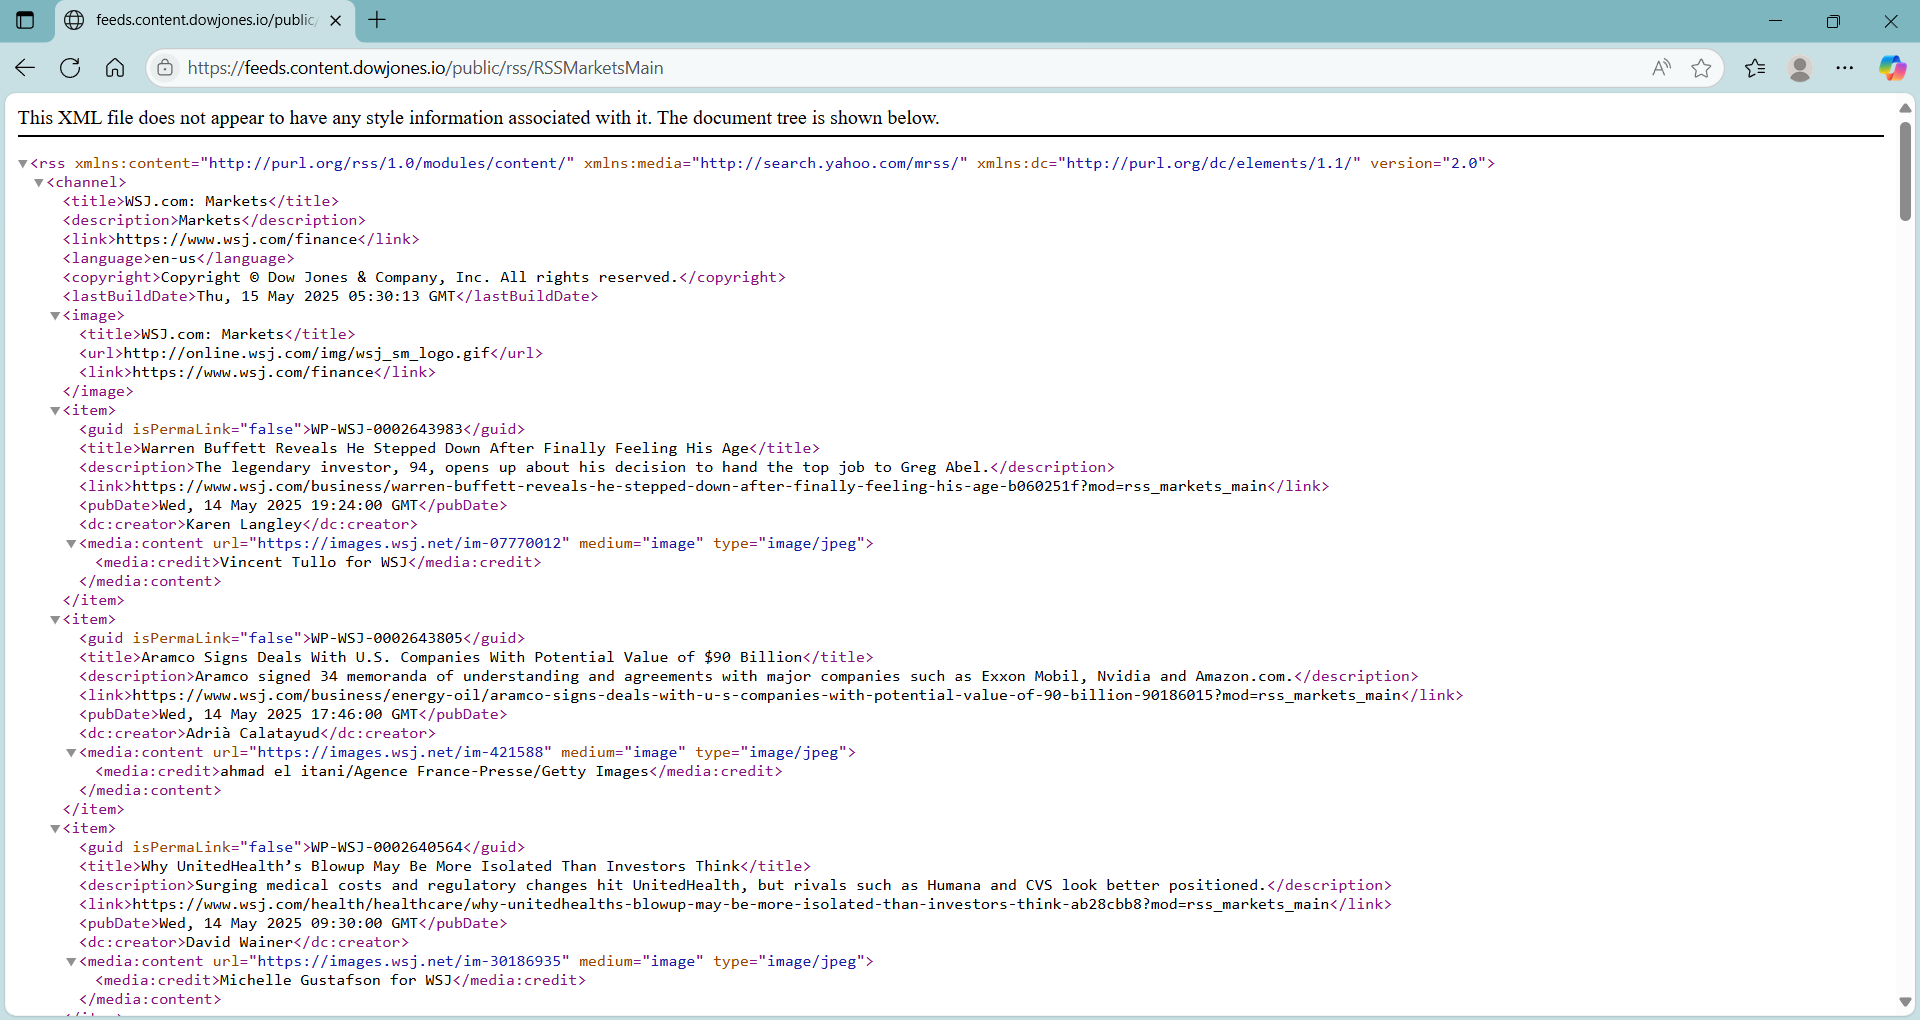 feeds.content.dowjones.io/public/
https://feeds.content.dowjones.io/public/rss/RSSMarketsMain
This XML file does not appear to have any style information associated with it. The document tree is shown below.
<rss xmlns:content="http://purl.org/rss/1.0/modules/content/" xmlns:media="http://search.yahoo.com/mrss/" xmlns:dc="http://purl.org/dc/elements/1.1/" version="2.0">
<channel>
<title>WSJ.com: Markets</title>
<description>Markets</description>
<link>https://www.wsj.com/finance</link>
<language>en-us</language>
<copyright>Copyright © Dow Jones & Company, Inc. All rights reserved.</copyright>
<lastBuildDate>Thu, 15 May 2025 05:30:13 GMT</lastBuildDate>
<image>
<title>WSJ.com: Markets</title>
<url>http://online.wsj.com/img/wsj_sm_logo.gif</url>
<link>https://www.wsj.com/finance</link>
</image>
<item>
<guid isPermaLink="false">WP-WSJ-0002643983</guid>
<title>Warren Buffett Reveals He Stepped Down After Finally Feeling His Age</title>
<description>The legendary investor, 94, opens up about his decision to hand the top job to Greg Abel.</description>
<link>https://www.wsj.com/business/warren-buffett-reveals-he-stepped-down-after-finally-feeling-his-age-b060251f?mod=rss_markets_main</link>
<pubDate>Wed, 14 May 2025 19:24:00 GMT</pubDate>
<dc:creator>Karen Langley</dc:creator>
<media:content url="https://images.wsj.net/im-07770012" medium="image" type="image/jpeg">
<media:credit>Vincent Tullo for WSJ</media:credit>
</media:content>
</item>
<item>
<guid isPermaLink="false">WP-WSJ-0002643805</guid>
<title>Aramco Signs Deals With U.S. Companies With Potential Value of $90 Billion</title>
<description>Aramco signed 34 memoranda of understanding and agreements with major companies such as Exxon Mobil, Nvidia and Amazon.com.</description>
<link>https://www.wsj.com/business/energy-oil/aramco-signs-deals-with-u-s-companies-with-potential-value-of-90-billion-90186015?mod=rss_markets_main</link>
<pubDate>Wed, 14 May 2025 17:46:00 GMT</pubDate>
<dc:creator>Adrià Calatayud</dc:creator>
<media:content url="https://images.wsj.net/im-421588" medium="image" type="image/jpeg">
<media:credit>ahmad el itani/Agence France-Presse/Getty Images</media:credit>
</media:content>
</item>
<item>
<guid isPermaLink="false">WP-WSJ-0002640564</guid>
<title>Why UnitedHealth’s Blowup May Be More Isolated Than Investors Think</title>
<description>Surging medical costs and regulatory changes hit UnitedHealth, but rivals such as Humana and CVS look better positioned.</description>
<link>https://www.wsj.com/health/healthcare/why-unitedhealths-blowup-may-be-more-isolated-than-investors-think-ab28cbb8?mod=rss_markets_main</link>
<pubDate>Wed, 14 May 2025 09:30:00 GMT</pubDate>
<dc:creator>David Wainer</dc:creator>
<media:content url="https://images.wsj.net/im-30186935" medium="image" type="image/jpeg">
<media:credit>Michelle Gustafson for WSJ</media:credit>
</media:content>